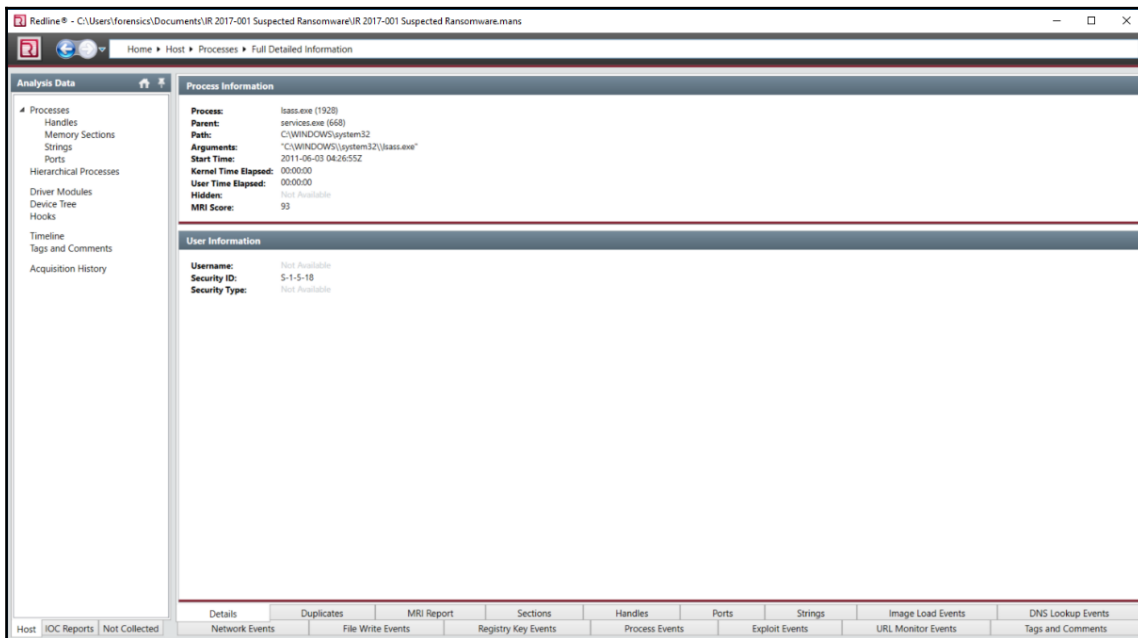 Redline® - C:\Users\forensics\Documents\IR 2017-001 Suspected Ransomware\IR 2017-001 Suspected Ransomware.mans
Home ▸ Host ▸ Processes ▸ Full Detailed Information
Analysis Data
Processes
Handles
Memory Sections
Strings
Ports
Hierarchical Processes
Driver Modules
Device Tree
Hooks
Timeline
Tags and Comments
Acquisition History
Host IOC Reports Not Collected
Process Information
Process: lsass.exe (1928)
Parent: services.exe (668)
Path: C:\WINDOWS\system32
Arguments: "C:\WINDOWS\\system32\\lsass.exe"
Start Time: 2011-06-03 04:26:55Z
Kernel Time Elapsed: 00:00:00
User Time Elapsed: 00:00:00
Hidden: Not Available
MRI Score: 93
User Information
Username: Not Available
Security ID: S-1-5-18
Security Type: Not Available
Details Duplicates MRI Report Sections Handles Ports Strings Image Load Events DNS Lookup Events
Network Events File Write Events Registry Key Events Process Events Exploit Events URL Monitor Events Tags and Comments